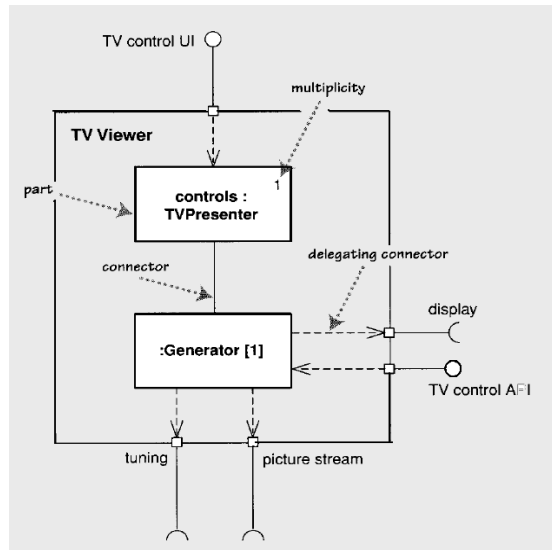 TV control UI
multiplicity
TV Viewer
1
part
controls :
TVPresenter
connector
delegating connector
display
:Generator [1]
TV control API
tuning
picture stream